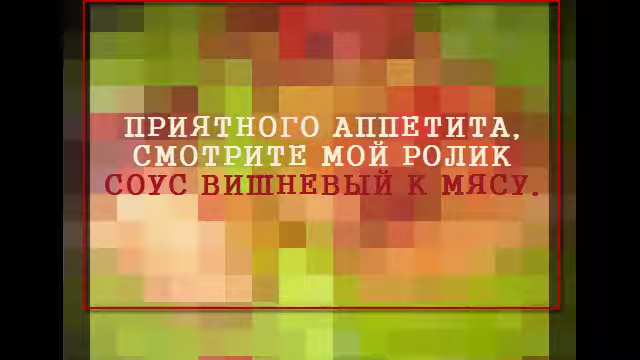 ПРИЯТНОГО АППЕТИТА,
СМОТРИТЕ МОЙ РОЛИК
СОУС ВИШНЕВЫЙ К МЯСУ.